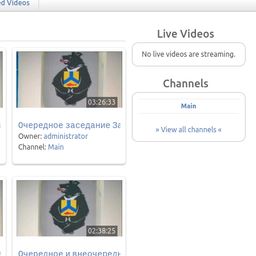 d Videos
Live Videos
No live videos are streaming.
Channels
Main
» View all channels «
03:26:33
Очередное заседание За
Owner: administrator
Channel: Main
02:38:25
Очередное и внеочередн